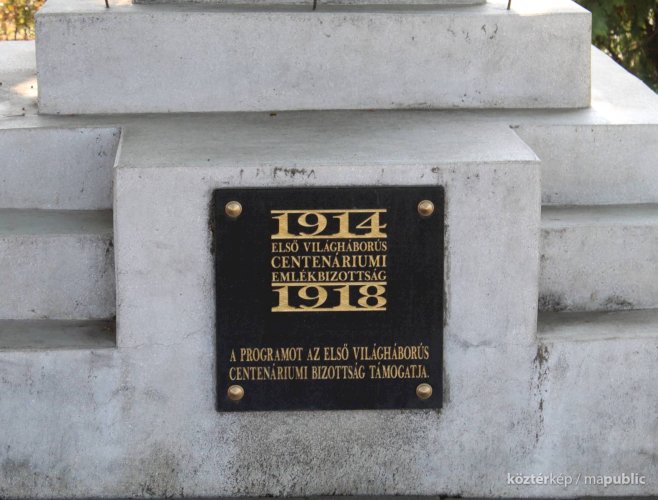 1914
ELSŐ VILÁGHÁBORÚS
CENTENÁRIUMI
EMLÉKBIZOTTSÁG
1918
A PROGRAMOT AZ ELSŐ VILÁGHÁBORÚS
CENTENÁRIUMI BIZOTTSÁG TÁMOGATJA.
köztérkép / mapublic